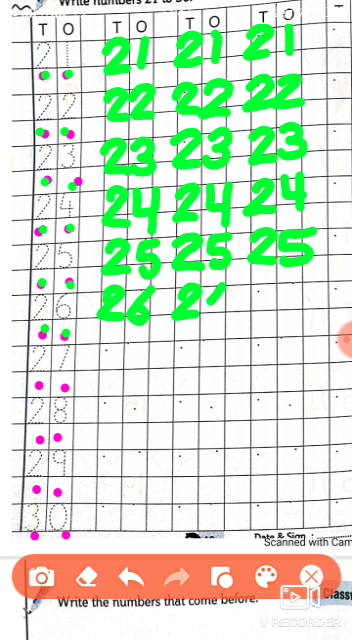 Write numbers 21 to 30.
T O T O T O T O
21 21 21 21
22 22 22 22
23 23 23 23
24 24 24 24
25 25 25 25
26 26 2
27
28
29
30
Date & Sign :
Scanned with Cam
Write the numbers that come before.
Classw
V RECORDER